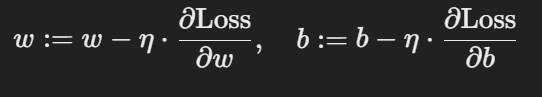 w := w − η · ∂Loss/∂w, b := b − η · ∂Loss/∂b